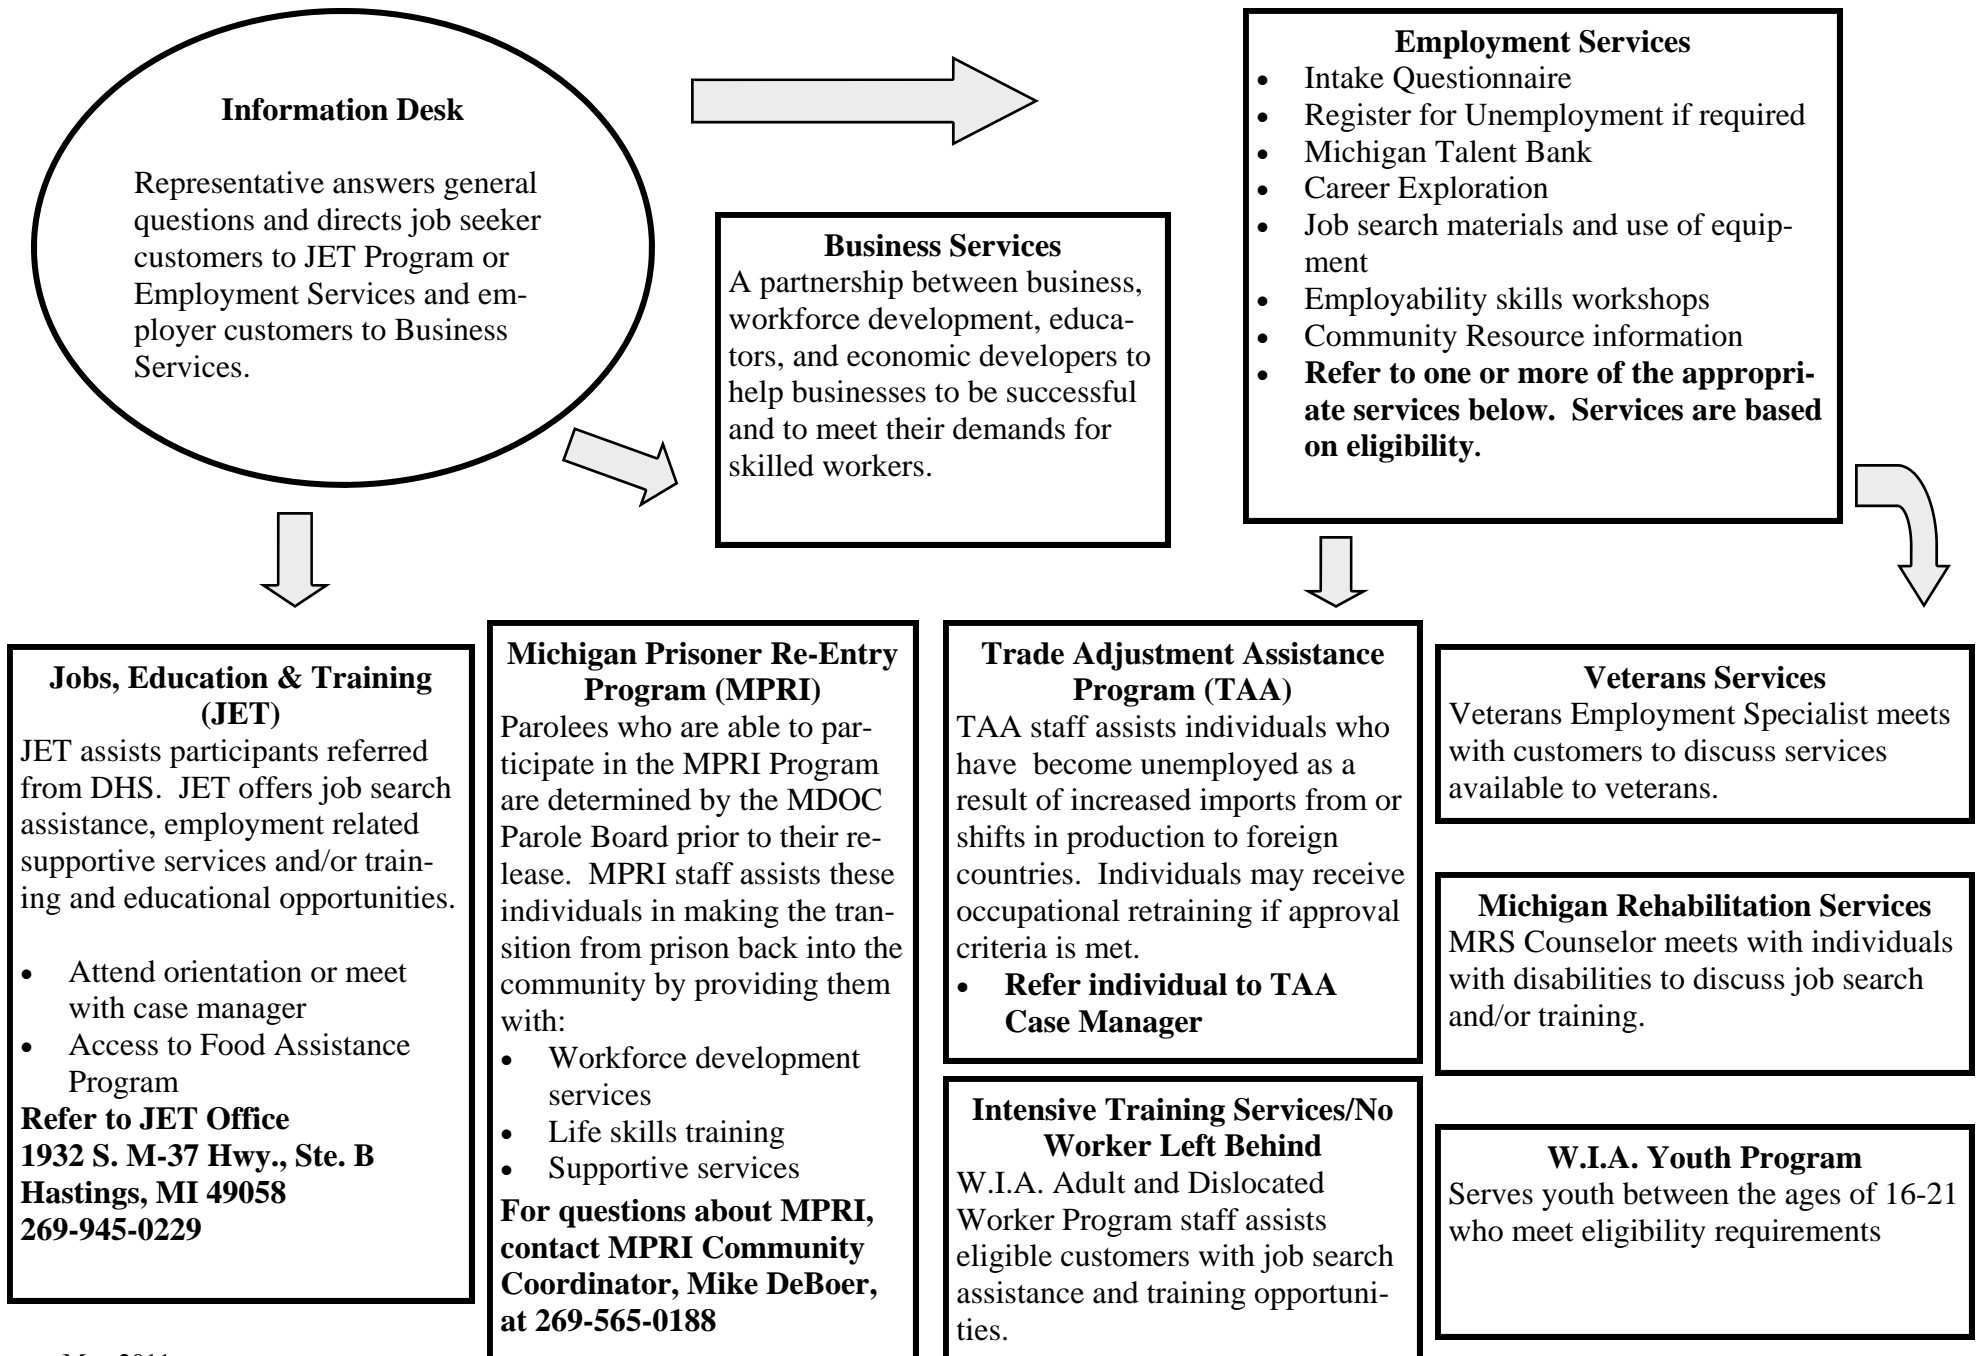 Information Desk
Representative answers general
questions and directs job seeker
customers to JET Program or
Employment Services and em-
ployer customers to Business
Services.
Business Services
A partnership between business,
workforce development, educa-
tors, and economic developers to
help businesses to be successful
and to meet their demands for
skilled workers.
Employment Services
• Intake Questionnaire
• Register for Unemployment if required
• Michigan Talent Bank
• Career Exploration
• Job search materials and use of equip-
ment
• Employability skills workshops
• Community Resource information
• Refer to one or more of the appropri-
ate services below.  Services are based
on eligibility.
Jobs, Education & Training
(JET)
JET assists participants referred
from DHS.  JET offers job search
assistance, employment related
supportive services and/or train-
ing and educational opportunities.
• Attend orientation or meet
with case manager
• Access to Food Assistance
Program
Refer to JET Office
1932 S. M-37 Hwy., Ste. B
Hastings, MI 49058
269-945-0229
Michigan Prisoner Re-Entry
Program (MPRI)
Parolees who are able to par-
ticipate in the MPRI Program
are determined by the MDOC
Parole Board prior to their re-
lease.  MPRI staff assists these
individuals in making the tran-
sition from prison back into the
community by providing them
with:
• Workforce development
services
• Life skills training
• Supportive services
For questions about MPRI,
contact MPRI Community
Coordinator, Mike DeBoer,
at 269-565-0188
Trade Adjustment Assistance
Program (TAA)
TAA staff assists individuals who
have  become unemployed as a
result of increased imports from or
shifts in production to foreign
countries.  Individuals may receive
occupational retraining if approval
criteria is met.
• Refer individual to TAA
Case Manager
Intensive Training Services/No
Worker Left Behind
W.I.A. Adult and Dislocated
Worker Program staff assists
eligible customers with job search
assistance and training opportuni-
ties.
Veterans Services
Veterans Employment Specialist meets
with customers to discuss services
available to veterans.
Michigan Rehabilitation Services
MRS Counselor meets with individuals
with disabilities to discuss job search
and/or training.
W.I.A. Youth Program
Serves youth between the ages of 16-21
who meet eligibility requirements